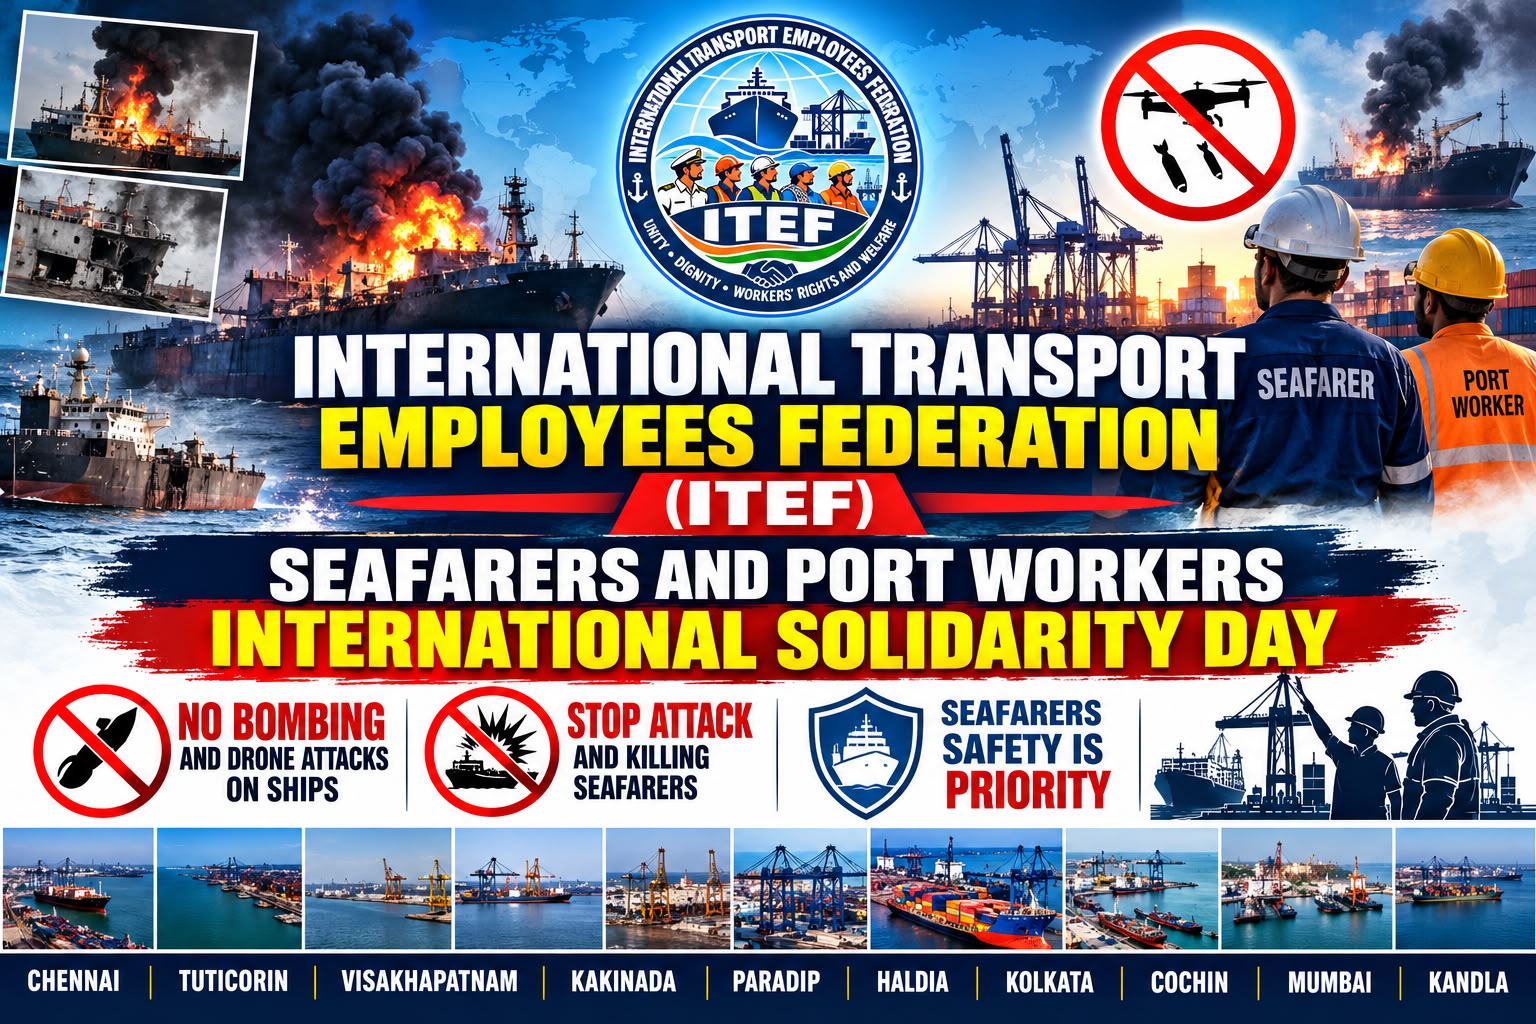 INTERNATIONAL TRANSPORT EMPLOYEES FEDERATION
ITEF
UNITY • DIGNITY • WORKERS' RIGHTS AND WELFARE
INTERNATIONAL TRANSPORT
EMPLOYEES FEDERATION
(ITEF)
SEAFARER
PORT
WORKER
SEAFARERS AND PORT WORKERS
INTERNATIONAL SOLIDARITY DAY
NO BOMBING
AND DRONE ATTACKS
ON SHIPS
STOP ATTACK
AND KILLING
SEAFARERS
SEAFARERS
SAFETY IS
PRIORITY
CHENNAI | TUTICORIN | VISAKHAPATNAM | KAKINADA | PARADIP | HALDIA | KOLKATA | COCHIN | MUMBAI | KANDLA